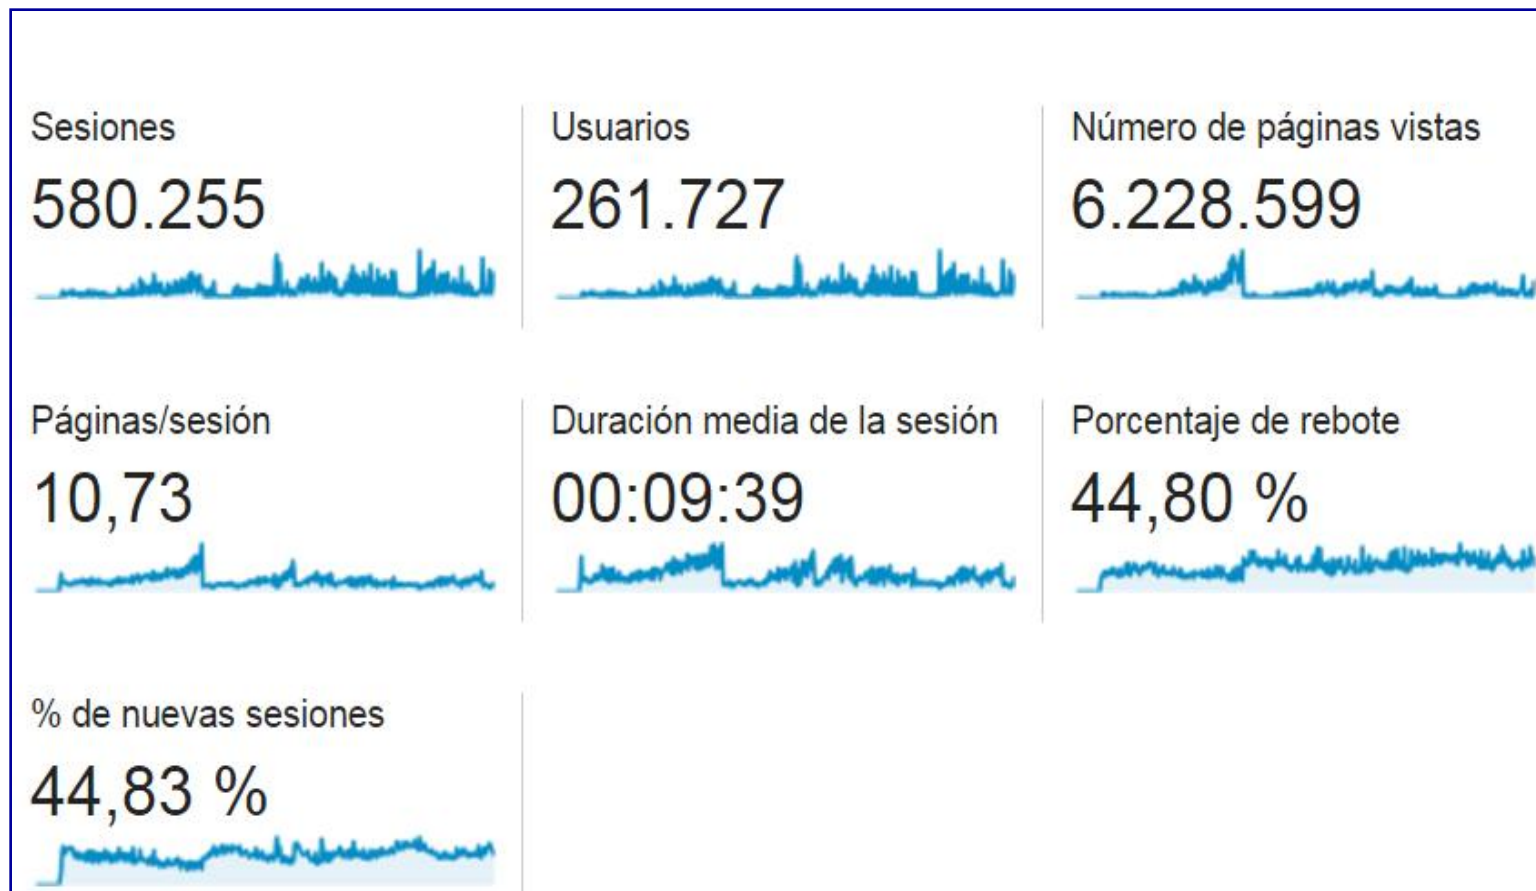 Sesiones
580.255
Usuarios
261.727
Número de páginas vistas
6.228.599
Páginas/sesión
10,73
Duración media de la sesión
00:09:39
Porcentaje de rebote
44,80 %
% de nuevas sesiones
44,83 %